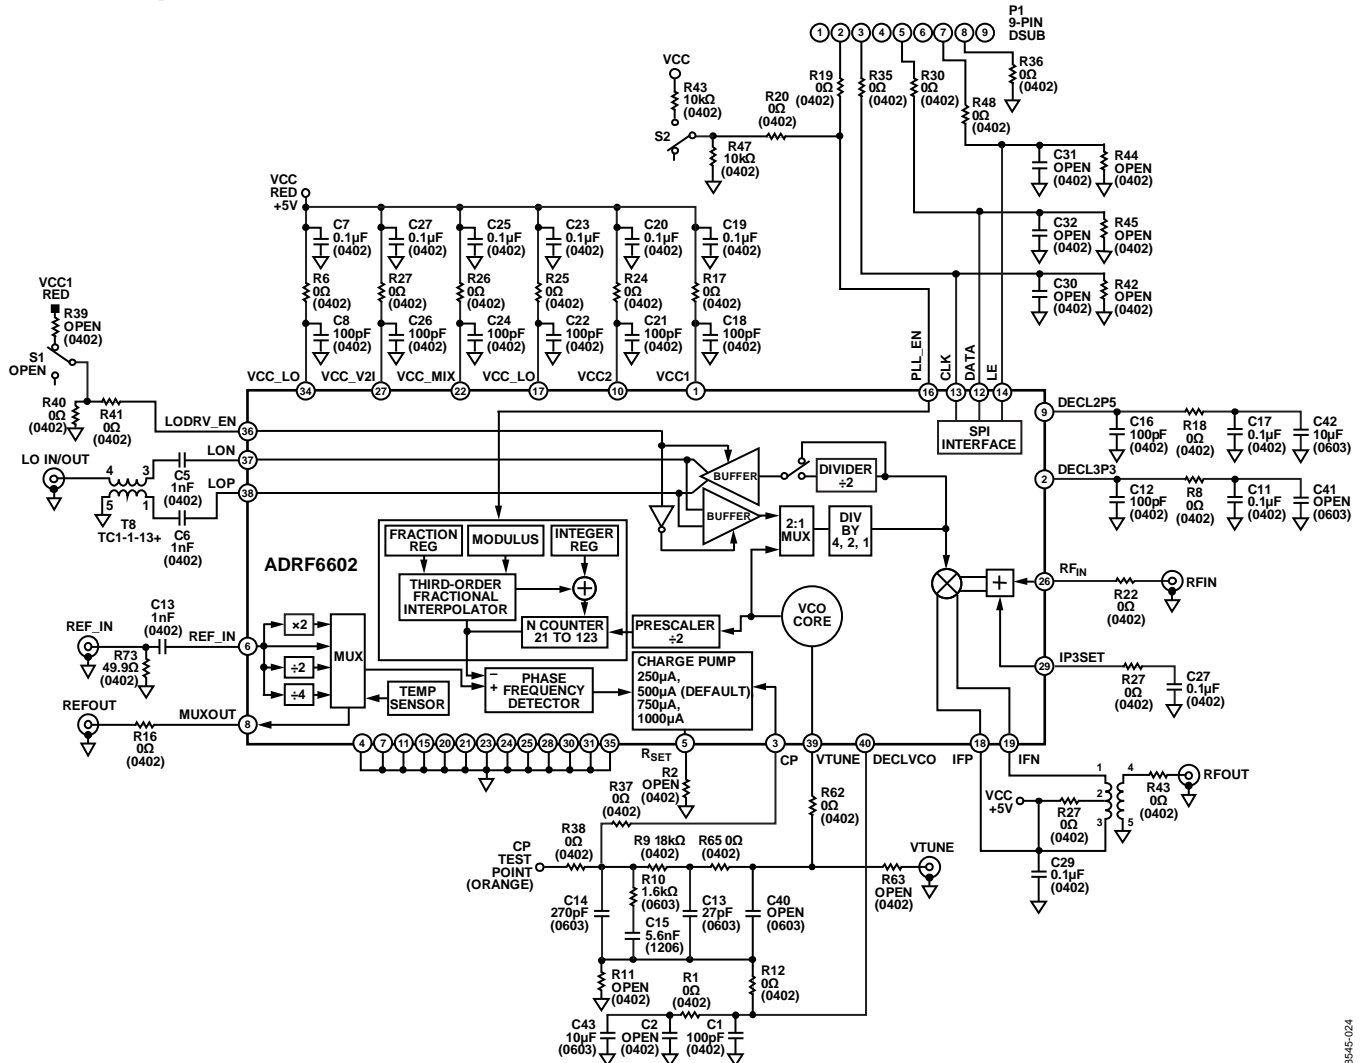 P1
9-PIN
DSUB
1 2 3 4 5 6 7 8 9
R36
0Ω
(0402)
R19
0Ω
(0402)
R35
0Ω
(0402)
R30
0Ω
(0402)
R48
0Ω
(0402)
VCC
R43
10kΩ
(0402)
R20
0Ω
(0402)
S2
R47
10kΩ
(0402)
C31
OPEN
(0402)
R44
OPEN
(0402)
C32
OPEN
(0402)
R45
OPEN
(0402)
C30
OPEN
(0402)
R42
OPEN
(0402)
VCC
RED
+5V
C7
0.1µF
(0402)
C27
0.1µF
(0402)
C25
0.1µF
(0402)
C23
0.1µF
(0402)
C20
0.1µF
(0402)
C19
0.1µF
(0402)
R6
0Ω
(0402)
R27
0Ω
(0402)
R26
0Ω
(0402)
R25
0Ω
(0402)
R24
0Ω
(0402)
R17
0Ω
(0402)
C8
100pF
(0402)
C26
100pF
(0402)
C24
100pF
(0402)
C22
100pF
(0402)
C21
100pF
(0402)
C18
100pF
(0402)
VCC1
RED
R39
OPEN
(0402)
S1
OPEN
R40
0Ω
(0402)
R41
0Ω
(0402)
VCC_LO
34
VCC_V2I
27
VCC_MIX
22
VCC_LO
17
VCC2
10
VCC1
1
PLL_EN
16
CLK
13
DATA
12
LE
14
SPI
INTERFACE
LODRV_EN
36
LON
37
LOP
38
LO IN/OUT
4 3
5 1
T8
TC1-1-13+
C5
1nF
(0402)
C6
1nF
(0402)
9
DECL2P5
C16
100pF
(0402)
R18
0Ω
(0402)
C17
0.1µF
(0402)
C42
10µF
(0603)
2
DECL3P3
C12
100pF
(0402)
R8
0Ω
(0402)
C11
0.1µF
(0402)
C41
OPEN
(0603)
BUFFER
BUFFER
DIVIDER
÷2
2:1
MUX
DIV
BY
4, 2, 1
ADRF6602
FRACTION
REG
MODULUS
INTEGER
REG
THIRD-ORDER
FRACTIONAL
INTERPOLATOR
+
N COUNTER
21 TO 123
PRESCALER
÷2
VCO
CORE
+
26
RFIN
R22
0Ω
(0402)
RFIN
29
IP3SET
R27
0Ω
(0402)
C27
0.1µF
(0402)
C13
1nF
(0402)
REF_IN
REF_IN
6
R73
49.9Ω
(0402)
×2
÷2
÷4
MUX
TEMP
SENSOR
−
+
PHASE
FREQUENCY
DETECTOR
CHARGE PUMP
250µA,
500µA (DEFAULT)
750µA,
1000µA
REFOUT
R16
0Ω
(0402)
MUXOUT
8
4 7 11 15 20 21 23 24 25 28 30 31 35
RSET
5
CP
3
VTUNE
39
DECLVCO
40
IFP
18
IFN
19
R2
OPEN
(0402)
R37
0Ω
(0402)
R62
0Ω
(0402)
R38
0Ω
(0402)
R9 18kΩ
(0402)
R65 0Ω
(0402)
CP
TEST
POINT
(ORANGE)
R10
1.6kΩ
(0603)
C14
270pF
(0603)
C15
5.6nF
(1206)
C13
27pF
(0603)
C40
OPEN
(0603)
R63
OPEN
(0402)
VTUNE
R11
OPEN
(0402)
R12
0Ω
(0402)
R1
0Ω
(0402)
C43
10µF
(0603)
C2
OPEN
(0402)
C1
100pF
(0402)
VCC
+5V
R27
0Ω
(0402)
C29
0.1µF
(0402)
1
2
3
4
5
R43
0Ω
(0402)
RFOUT
8545-024